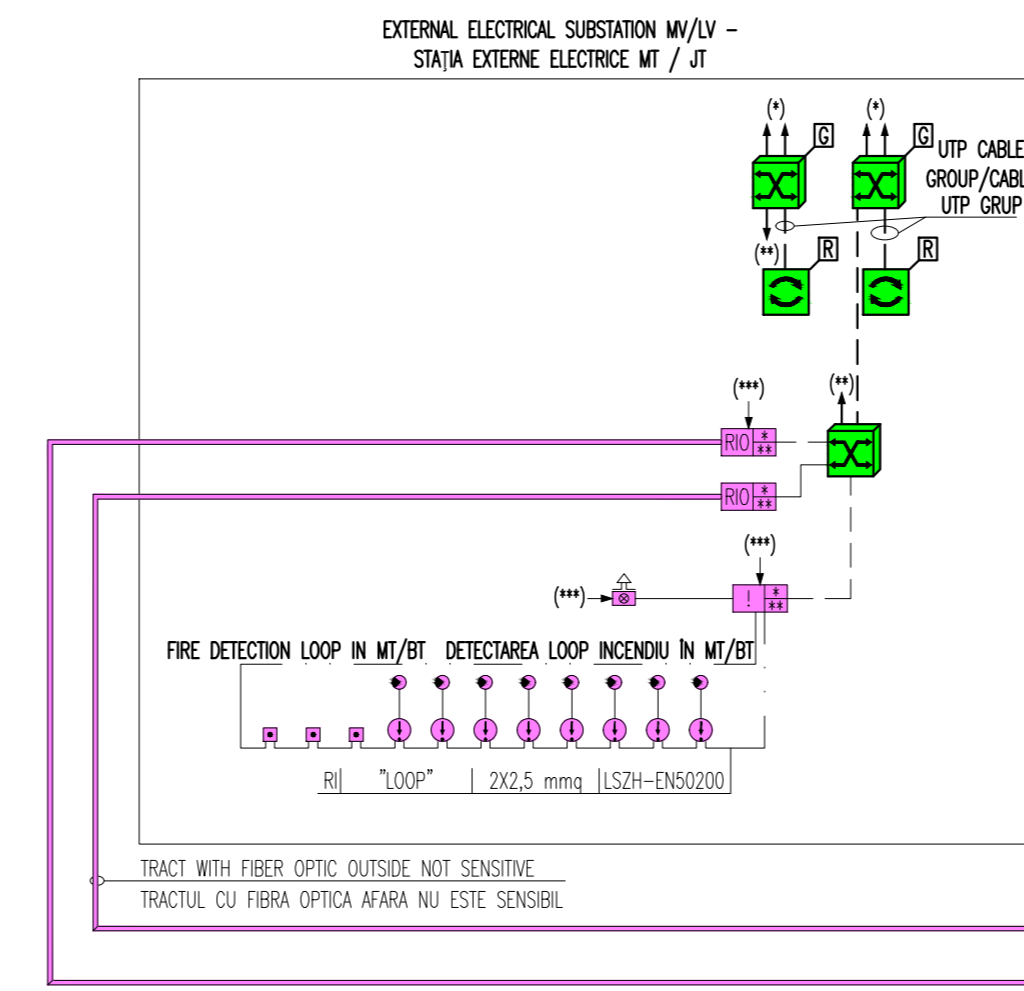 EXTERNAL ELECTRICAL SUBSTATION MV/LV –
STAȚIA EXTERNE ELECTRICE MT / JT
(*) (*)
G G
UTP CABLE
GROUP/CABL
UTP GRUP
(**)
R R
(***) (**)
RIO * **
RIO * **
(***)
(***) ! * **
FIRE DETECTION LOOP IN MT/BT DETECTAREA LOOP INCENDIU ÎN MT/BT
RI "LOOP" 2X2,5 mmq LSZH-EN50200
TRACT WITH FIBER OPTIC OUTSIDE NOT SENSITIVE
TRACTUL CU FIBRA OPTICA AFARA NU ESTE SENSIBIL